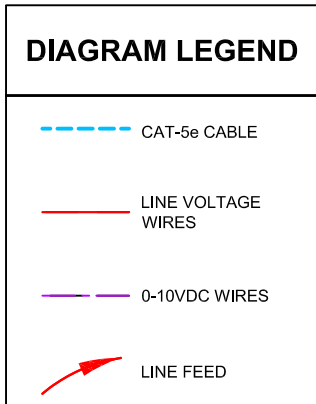 DIAGRAM LEGEND
CAT-5e CABLE
LINE VOLTAGE
WIRES
0-10VDC WIRES
LINE FEED